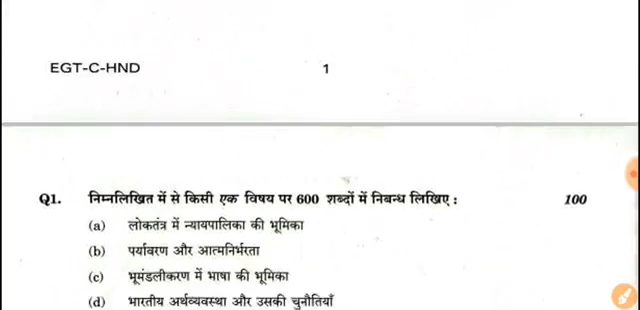 EGT-C-HND 1
Q1. निम्नलिखित में से किसी एक विषय पर 600 शब्दों में निबन्ध लिखिए : 100
(a) लोकतंत्र में न्यायपालिका की भूमिका
(b) पर्यावरण और आत्मनिर्भरता
(c) भूमंडलीकरण में भाषा की भूमिका
(d) भारतीय अर्थव्यवस्था और उसकी चुनौतियाँ